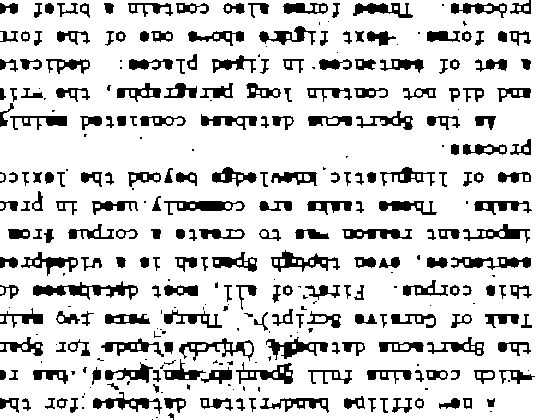 A new offline handwritten database for the
which contains full Spanish sentences, has re
the Spartacus database (which stands for Span
Task of Cursive Script). There were two main
this corpus. First of all, most databases do
sentences, even though Spanish is a widesprea
important reason was to create a corpus from
tasks. These tasks are commonly used in prac
use of linguistic knowledge beyond the lexico
process.
As the Spartacus database consisted mainly
and did not contain long paragraphs, the writ
a set of sentences in fixed places: dedicate
the forms. Next figure shows one of the form
process. These forms also contain a brief se